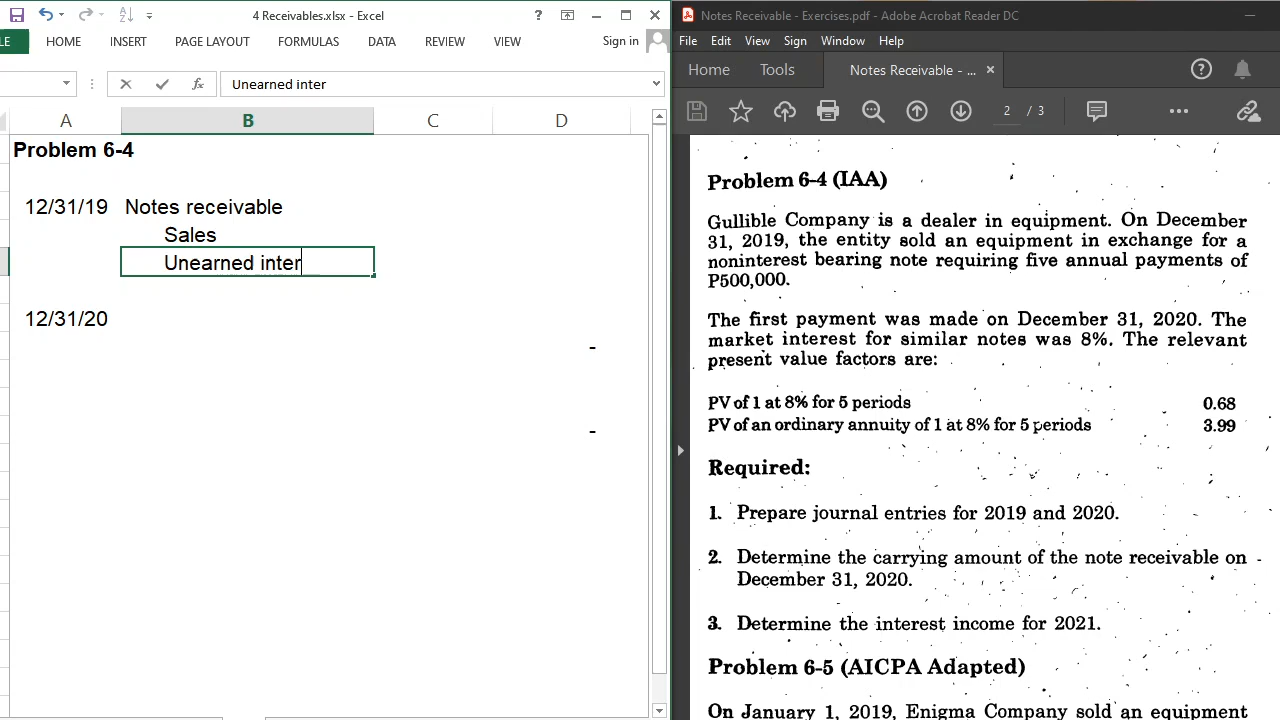 4 Receivables.xlsx - Excel
?
LE
HOME
INSERT
PAGE LAYOUT
FORMULAS
DATA
REVIEW
VIEW
Sign in
fx
Unearned inter
A
B
C
D
Problem 6-4
12/31/19
Notes receivable
Sales
Unearned inter
12/31/20
-
-
Notes Receivable - Exercises.pdf - Adobe Acrobat Reader DC
File
Edit
View
Sign
Window
Help
Home
Tools
Notes Receivable - ...
2 / 3
Problem 6-4 (IAA)
Gullible Company is a dealer in equipment. On December
31, 2019, the entity sold an equipment in exchange for a
noninterest bearing note requiring five annual payments of
P500,000.
The first payment was made on December 31, 2020. The
market interest for similar notes was 8%. The relevant
present value factors are:
PV of 1 at 8% for 5 periods 0.68
PV of an ordinary annuity of 1 at 8% for 5 periods 3.99
Required:
1. Prepare journal entries for 2019 and 2020.
2. Determine the carrying amount of the note receivable on
December 31, 2020.
3. Determine the interest income for 2021.
Problem 6-5 (AICPA Adapted)
On January 1, 2019, Enigma Company sold an equipment